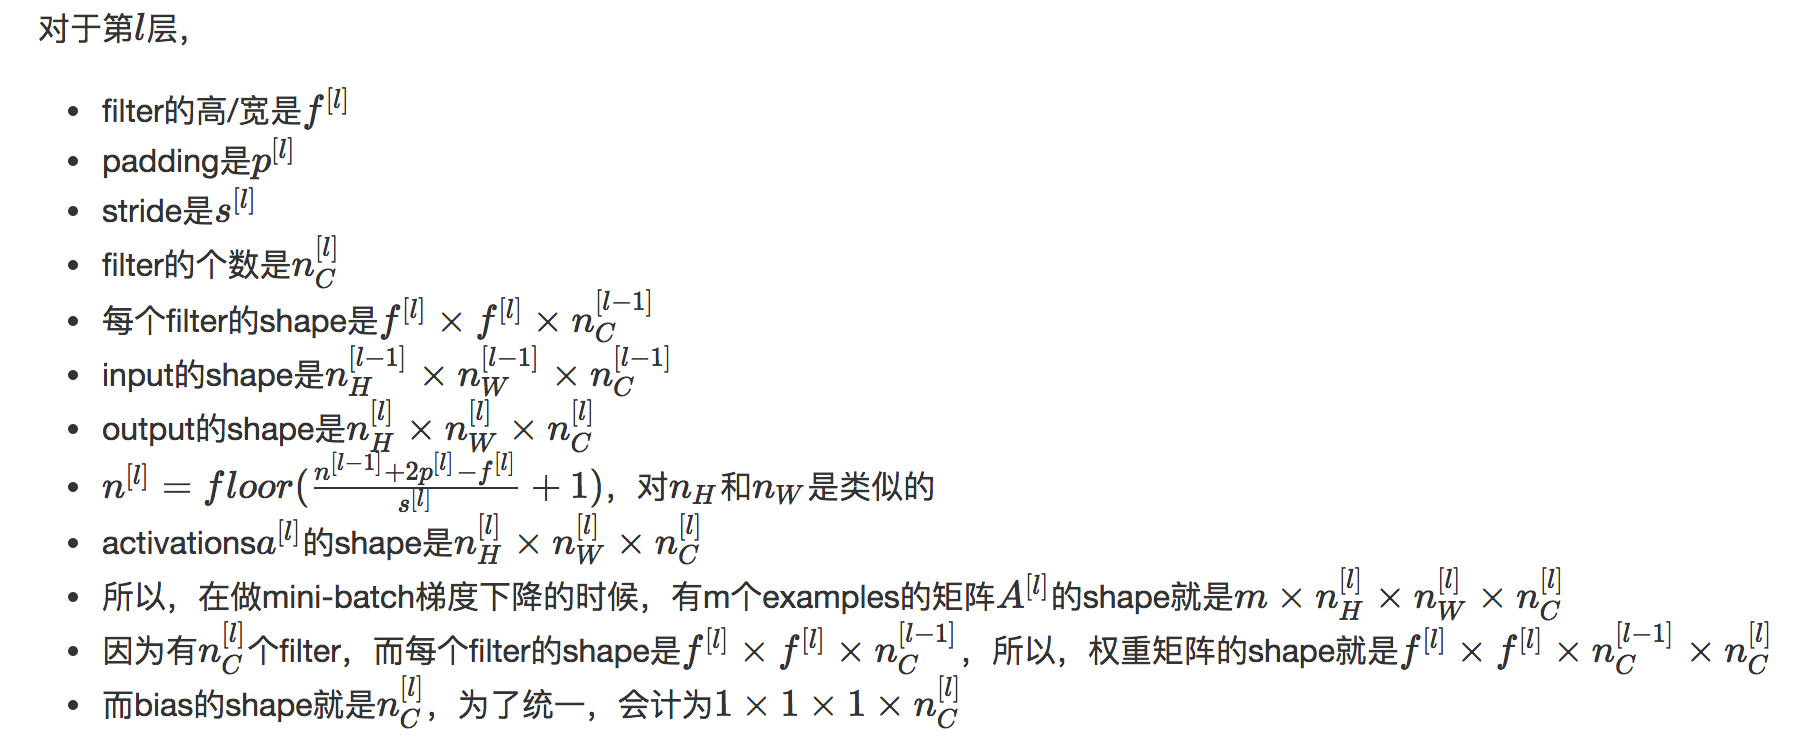 对于第$l$层，
• filter的高/宽是$f^{[l]}$
• padding是$p^{[l]}$
• stride是$s^{[l]}$
• filter的个数是$n_C^{[l]}$
• 每个filter的shape是$f^{[l]} \times f^{[l]} \times n_C^{[l-1]}$
• input的shape是$n_H^{[l-1]} \times n_W^{[l-1]} \times n_C^{[l-1]}$
• output的shape是$n_H^{[l]} \times n_W^{[l]} \times n_C^{[l]}$
• $n^{[l]} = floor(\frac{n^{[l-1]}+2p^{[l]}-f^{[l]}}{s^{[l]}} + 1)$，对$n_H$和$n_W$是类似的
• activations$a^{[l]}$的shape是$n_H^{[l]} \times n_W^{[l]} \times n_C^{[l]}$
• 所以，在做mini-batch梯度下降的时候，有m个examples的矩阵$A^{[l]}$的shape就是$m \times n_H^{[l]} \times n_W^{[l]} \times n_C^{[l]}$
• 因为有$n_C^{[l]}$个filter，而每个filter的shape是$f^{[l]} \times f^{[l]} \times n_C^{[l-1]}$，所以，权重矩阵的shape就是$f^{[l]} \times f^{[l]} \times n_C^{[l-1]} \times n_C^{[l]}$
• 而bias的shape就是$n_C^{[l]}$，为了统一，会计为$1 \times 1 \times 1 \times n_C^{[l]}$